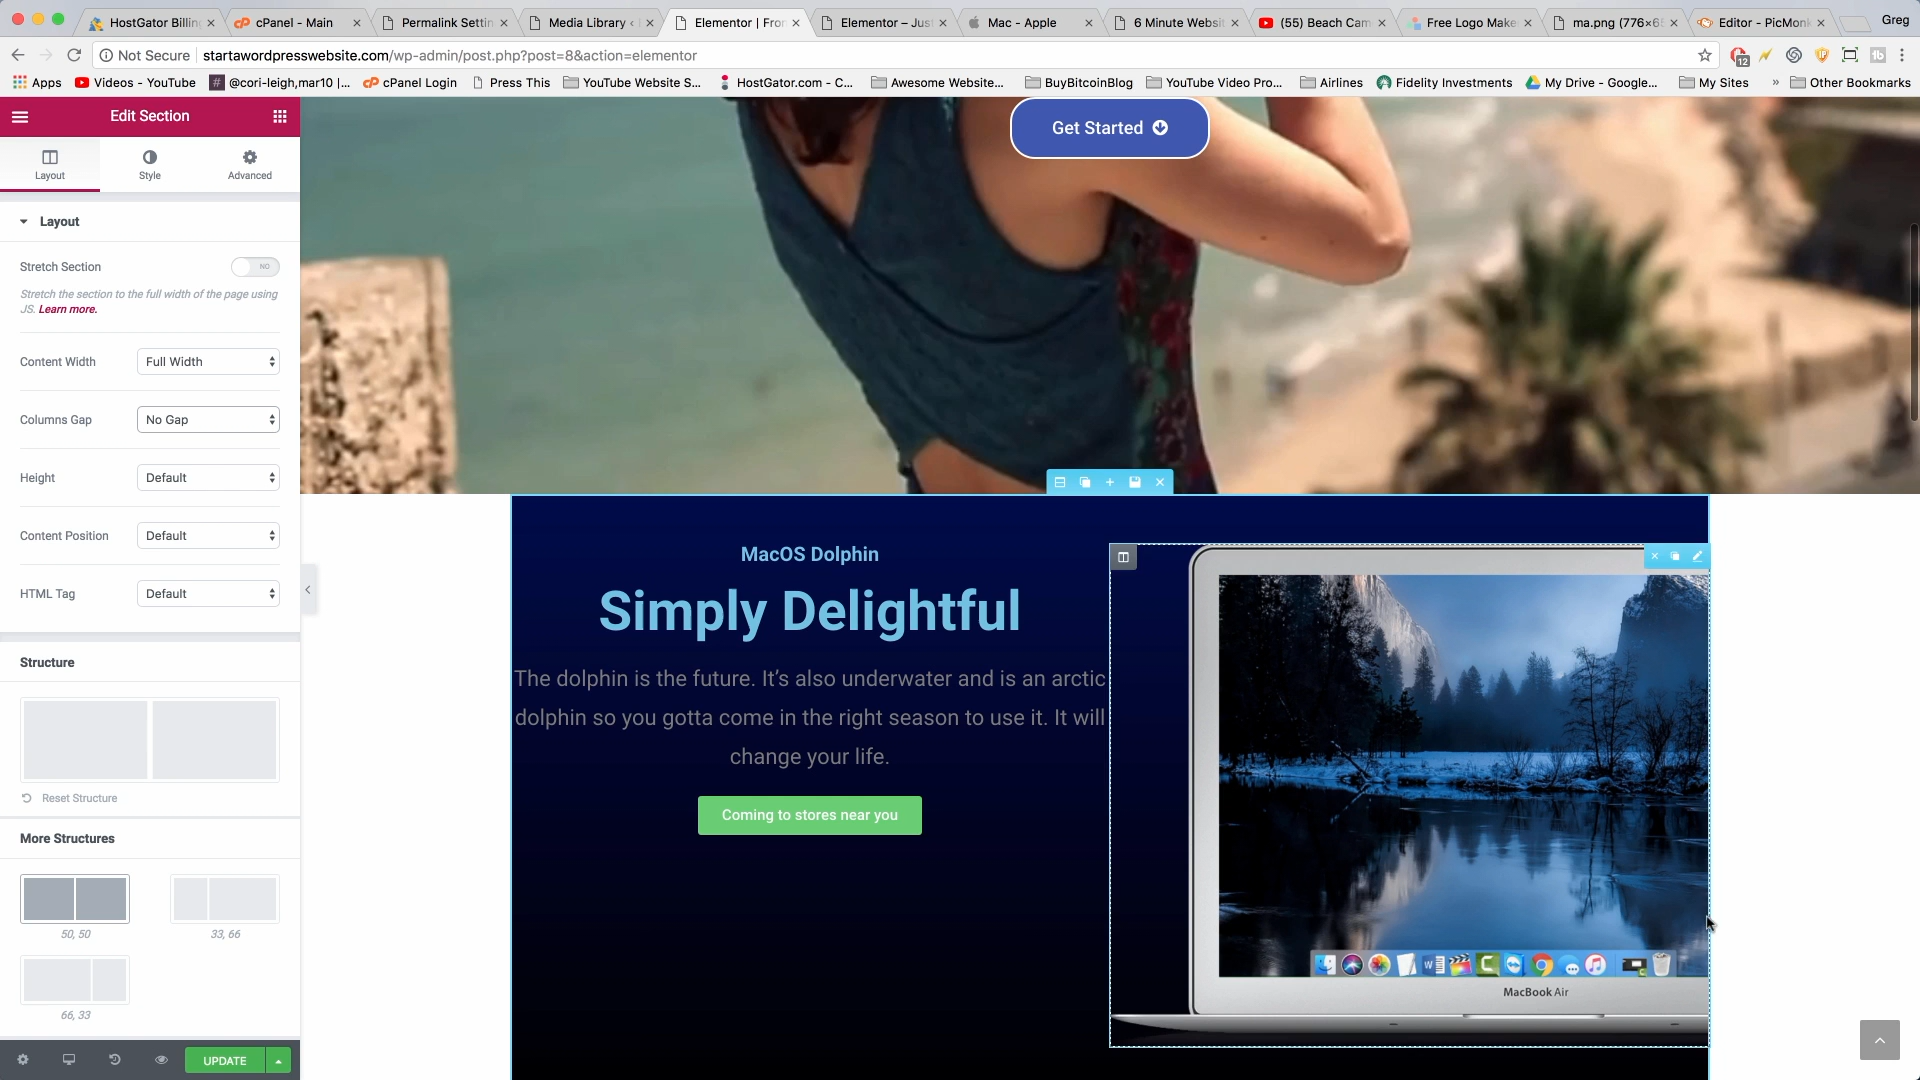 HostGator Billing
cPanel - Main
Permalink Settin
Media Library ‹
Elementor | Fron
Elementor – Just
Mac - Apple
6 Minute Websi
(55) Beach Cam
Free Logo Make
ma.png (776×6
Editor - PicMonk
Greg
Not Secure
startawordpresswebsite.com/wp-admin/post.php?post=8&action=elementor
12
Apps
Videos - YouTube
@cori-leigh,mar10 |...
cPanel Login
Press This
YouTube Website S...
HostGator.com - C...
Awesome Website...
BuyBitcoinBlog
YouTube Video Pro...
Airlines
Fidelity Investments
My Drive - Google...
My Sites
»
Other Bookmarks
Edit Section
Layout
Style
Advanced
Layout
Stretch Section
NO
Stretch the section to the full width of the page using
JS. Learn more.
Content Width
Full Width
Columns Gap
No Gap
Height
Default
Content Position
Default
HTML Tag
Default
Structure
Reset Structure
More Structures
50, 50
33, 66
66, 33
UPDATE
Get Started
MacOS Dolphin
Simply Delightful
The dolphin is the future. It’s also underwater and is an arctic
dolphin so you gotta come in the right season to use it. It will
change your life.
Coming to stores near you
MacBook Air